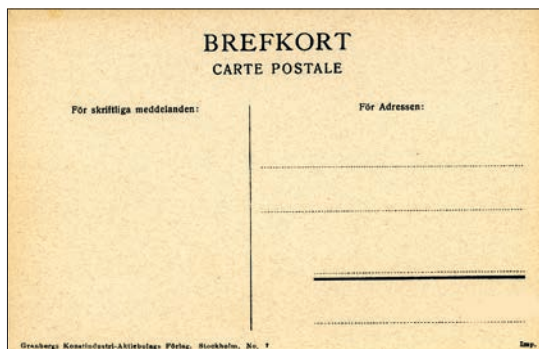 BREFKORT
CARTE POSTALE
För skriftliga meddelanden:
För Adressen:
Granbergs Konstindustri-Aktiebolags Förlag, Stockholm, No.
Imp.